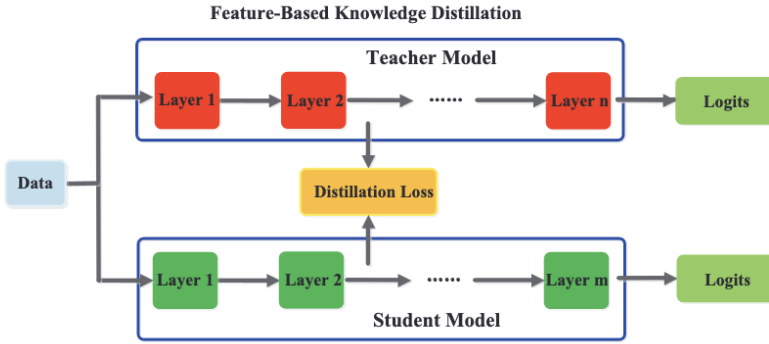 Feature-Based Knowledge Distillation
Teacher Model
Layer 1
Layer 2
......
Layer n
Logits
Data
Distillation Loss
Layer 1
Layer 2
......
Layer m
Logits
Student Model